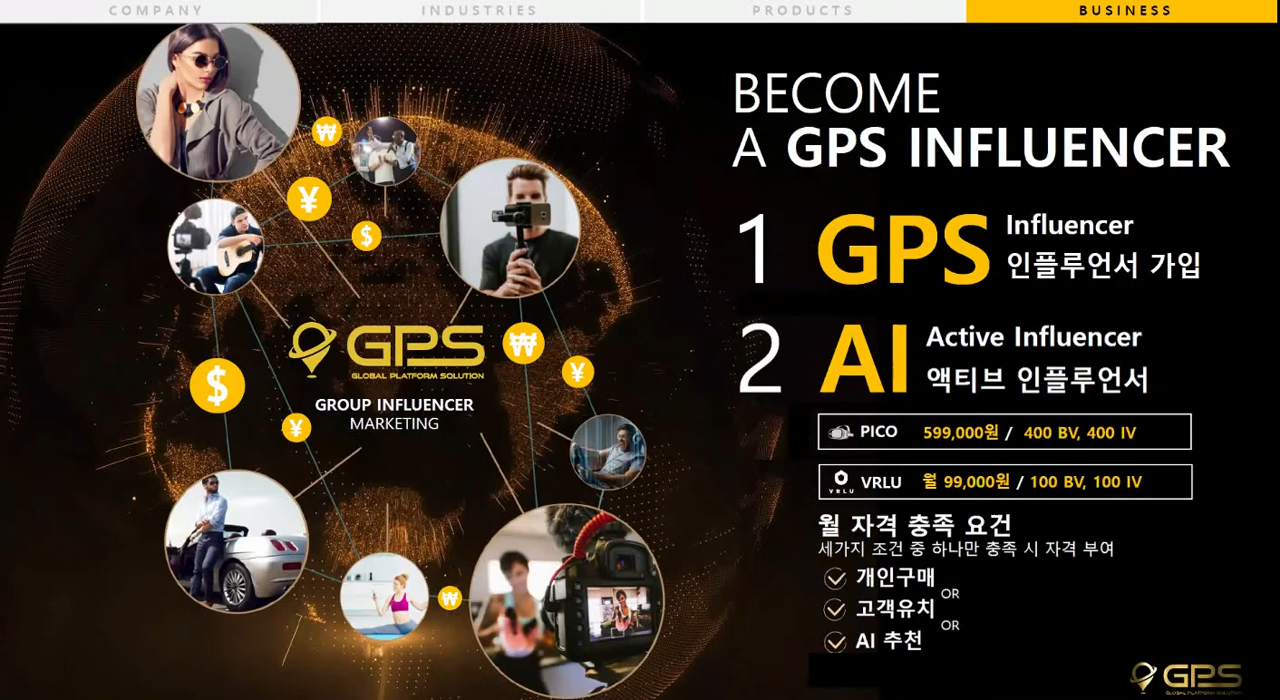 COMPANY
INDUSTRIES
PRODUCTS
BUSINESS
BECOME
A GPS INFLUENCER
1 GPS Influencer
인플루언서 가입
2 AI Active Influencer
액티브 인플루언서
PICO 599,000원 / 400 BV, 400 IV
VRLU VRLU 월 99,000원 / 100 BV, 100 IV
월 자격 충족 요건
세가지 조건 중 하나만 충족 시 자격 부여
개인구매
OR
고객유치
OR
AI 추천
₩
¥
$
GPS
GLOBAL PLATFORM SOLUTION
GROUP INFLUENCER
MARKETING
₩
¥
$
¥
₩
GPS
GLOBAL PLATFORM SOLUTION